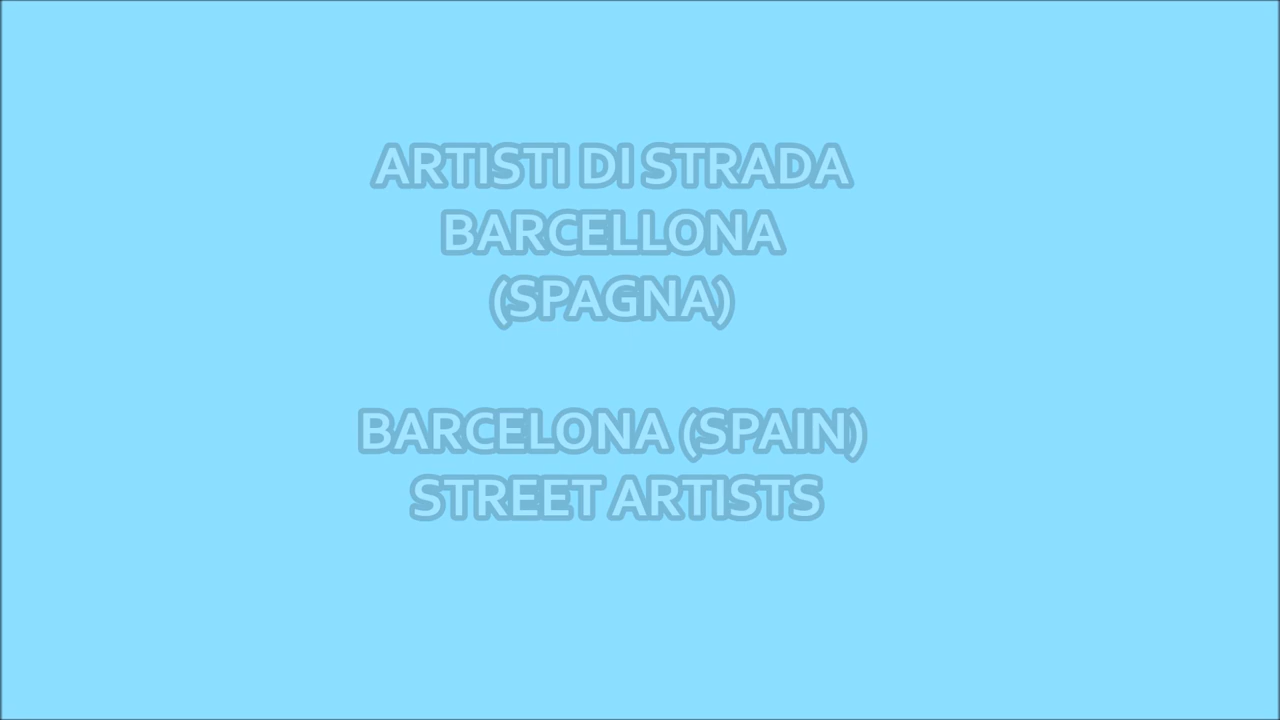 ARTISTI DI STRADA
BARCELLONA
(SPAGNA)
BARCELONA (SPAIN)
STREET ARTISTS